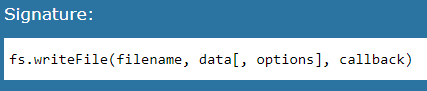 Signature:
fs.writeFile(filename, data[, options], callback)